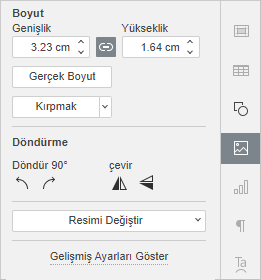 Boyut
Genişlik Yükseklik
3.23 cm 1.64 cm
Gerçek Boyut
Kırpmak
Döndürme
Döndür 90° çevir
Resimi Değiştir
Gelişmiş Ayarları Göster
Ta